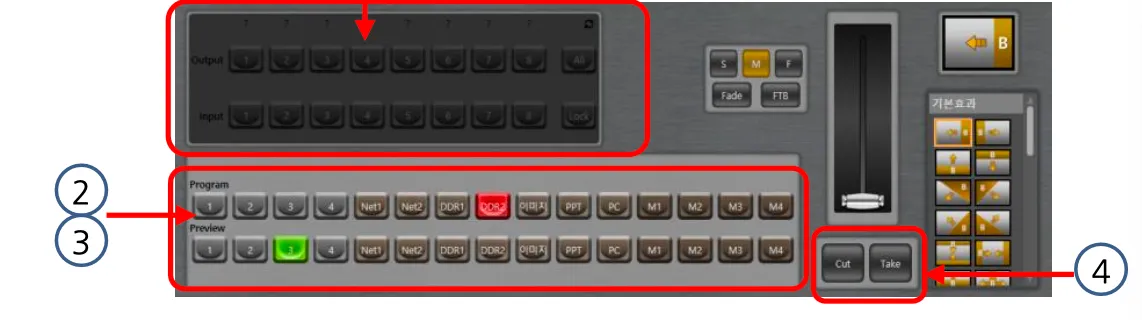 ? ? ? ? ? ? ? ?
Output 1 2 3 4 5 6 7 8 All
Input 1 2 3 4 5 6 7 8 Lock
S M F
Fade FTB
B
기본효과
B B
B B
B B
B B
②
③
Program
1 2 3 4 Net1 Net2 DDR1 DDR2 이미지 PPT PC M1 M2 M3 M4
Preview
1 2 3 4 Net1 Net2 DDR1 DDR2 이미지 PPT PC M1 M2 M3 M4
Cut Take
④